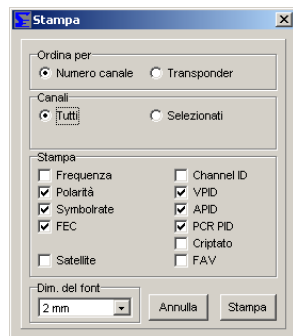 Stampa
Ordina per
Numero canale Transponder
Canali
Tutti Selezionati
Stampa
Frequenza Channel ID
Polarità VPID
Symbolrate APID
FEC PCR PID
Criptato
Satellite FAV
Dim. del font
2 mm Annulla Stampa